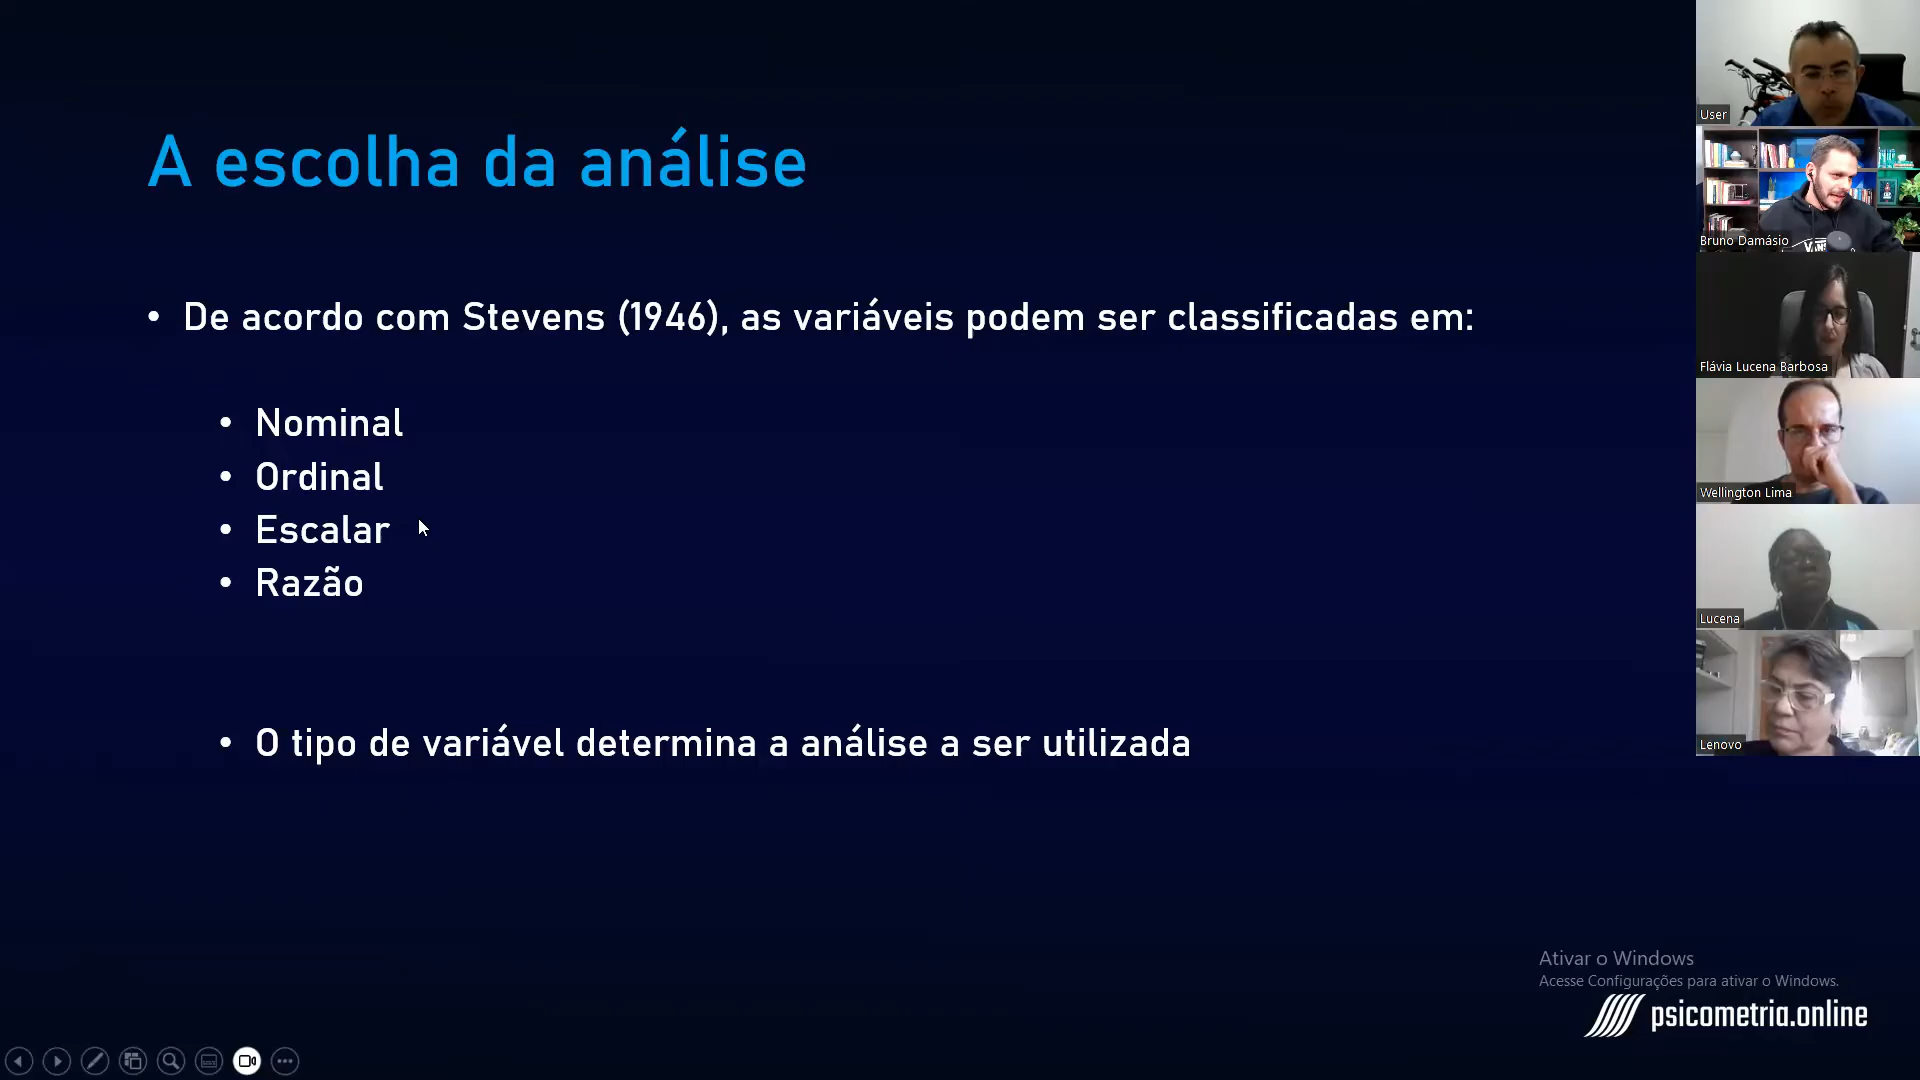 A escolha da análise
• De acordo com Stevens (1946), as variáveis podem ser classificadas em:
• Nominal
• Ordinal
• Escalar
• Razão
• O tipo de variável determina a análise a ser utilizada
User
Bruno Damásio
VANS
Flávia Lucena Barbosa
Wellington Lima
Lucena
Lenovo
Ativar o Windows
Acesse Configurações para ativar o Windows.
psicometria.online